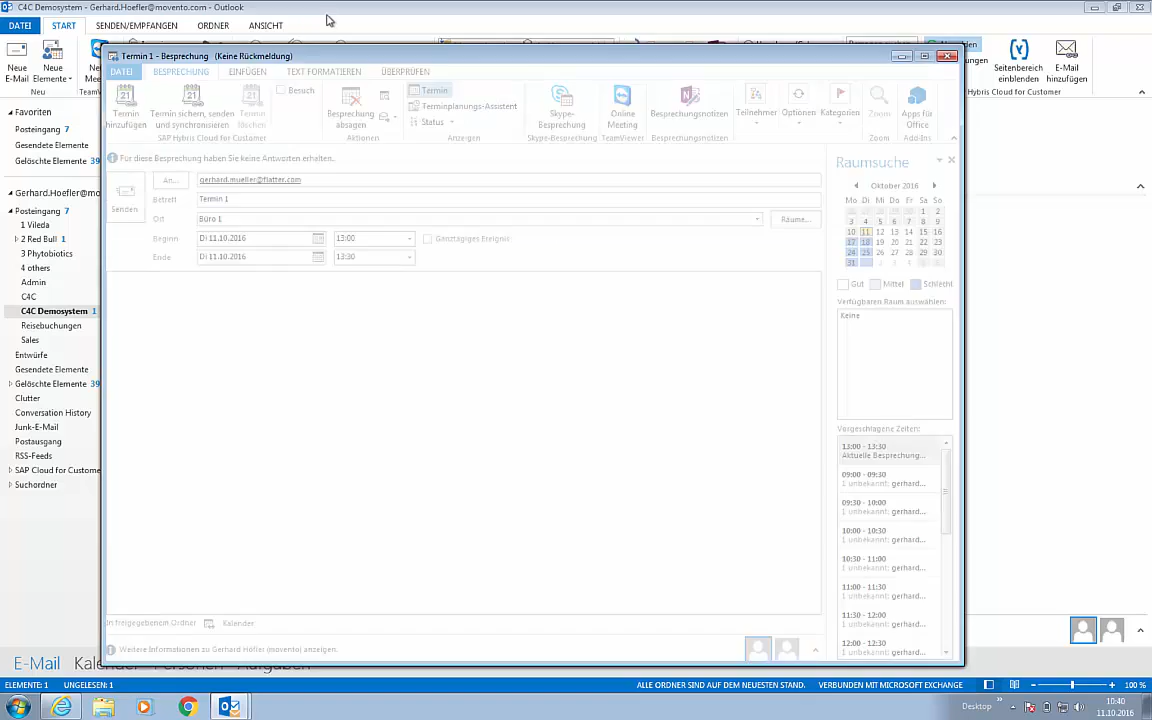 C4C Demosystem - Gerhard.Hoefler@movento.com - Outlook
DATEI START SENDEN/EMPFANGEN ORDNER ANSICHT
Neue E-Mail
Neue Elemente
Neu
Seitenbereich einblenden
E-Mail hinzufügen
Hybris Cloud for Customer
Favoriten
Posteingang 7
Gesendete Elemente
Gelöschte Elemente 39
Gerhard.Hoefler@mo
Posteingang 7
1 Vileda
2 Red Bull 1
3 Phytobiotics
4 others
Admin
C4C
C4C Demosystem 1
Reisebuchungen
Sales
Entwürfe
Gesendete Elemente
Gelöschte Elemente 39
Clutter
Conversation History
Junk-E-Mail
Postausgang
RSS-Feeds
SAP Cloud for Custome
Suchordner
Termin 1 - Besprechung (Keine Rückmeldung)
DATEI BESPRECHUNG EINFÜGEN TEXT FORMATIEREN ÜBERPRÜFEN
Termin hinzufügen
Termin sichern, senden und synchronisieren
Termin löschen
Besuch
SAP Hybris Cloud for Customer
Besprechung absagen
Aktionen
Termin
Terminplanungs-Assistent
Status
Anzeigen
Skype-Besprechung
Skype-Besprechung
Online Meeting
TeamViewer
Besprechungsnotizen
Besprechungsnotizen
Teilnehmer
Optionen
Kategorien
Zoom
Zoom
Apps für Office
Add-Ins
Für diese Besprechung haben Sie keine Antworten erhalten.
Senden
An... gerhard.mueller@flatter.com
Betreff Termin 1
Ort Büro 1 Räume...
Beginn Di 11.10.2016 13:00 Ganztägiges Ereignis
Ende Di 11.10.2016 13:30
In freigegebenem Ordner Kalender
Weitere Informationen zu Gerhard Höfler (movento) anzeigen.
Raumsuche
Oktober 2016
Mo Di Mi Do Fr Sa So
1 2
3 4 5 6 7 8 9
10 11 12 13 14 15 16
17 18 19 20 21 22 23
24 25 26 27 28 29 30
31
Gut Mittel Schlecht
Verfügbaren Raum auswählen:
Keine
Vorgeschlagene Zeiten:
13:00 - 13:30
Aktuelle Besprechung...
09:00 - 09:30
1 unbekannt: gerhard...
09:30 - 10:00
1 unbekannt: gerhard...
10:00 - 10:30
1 unbekannt: gerhard...
10:30 - 11:00
1 unbekannt: gerhard...
11:00 - 11:30
1 unbekannt: gerhard...
11:30 - 12:00
1 unbekannt: gerhard...
12:00 - 12:30
1 unbekannt: gerhard...
E-Mail
ELEMENTE: 1 UNGELESEN: 1
ALLE ORDNER SIND AUF DEM NEUESTEN STAND. VERBUNDEN MIT MICROSOFT EXCHANGE 100 %
Desktop
10:40
11.10.2016